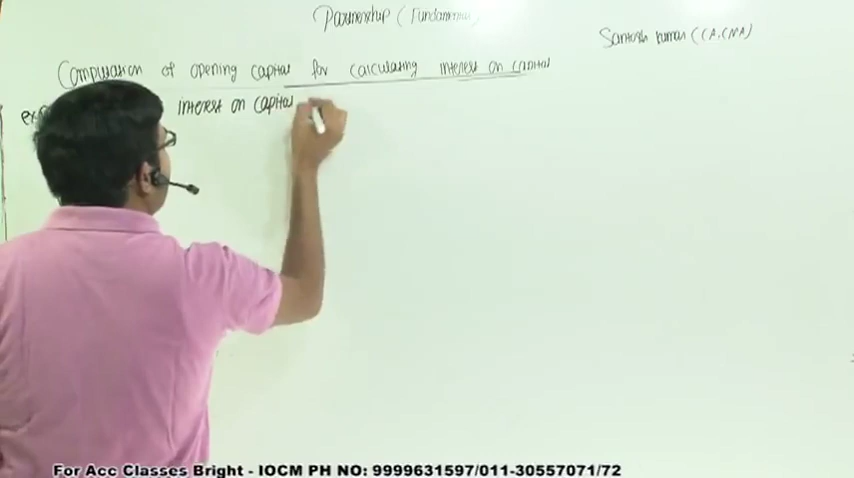 Partnership (Fundamental)
Santosh kumar (CA, CMA)
Computation of opening capital for calculating interest on capital
interest on capital
For Acc Classes Bright - IOCM PH NO: 9999631597/011-30557071/72